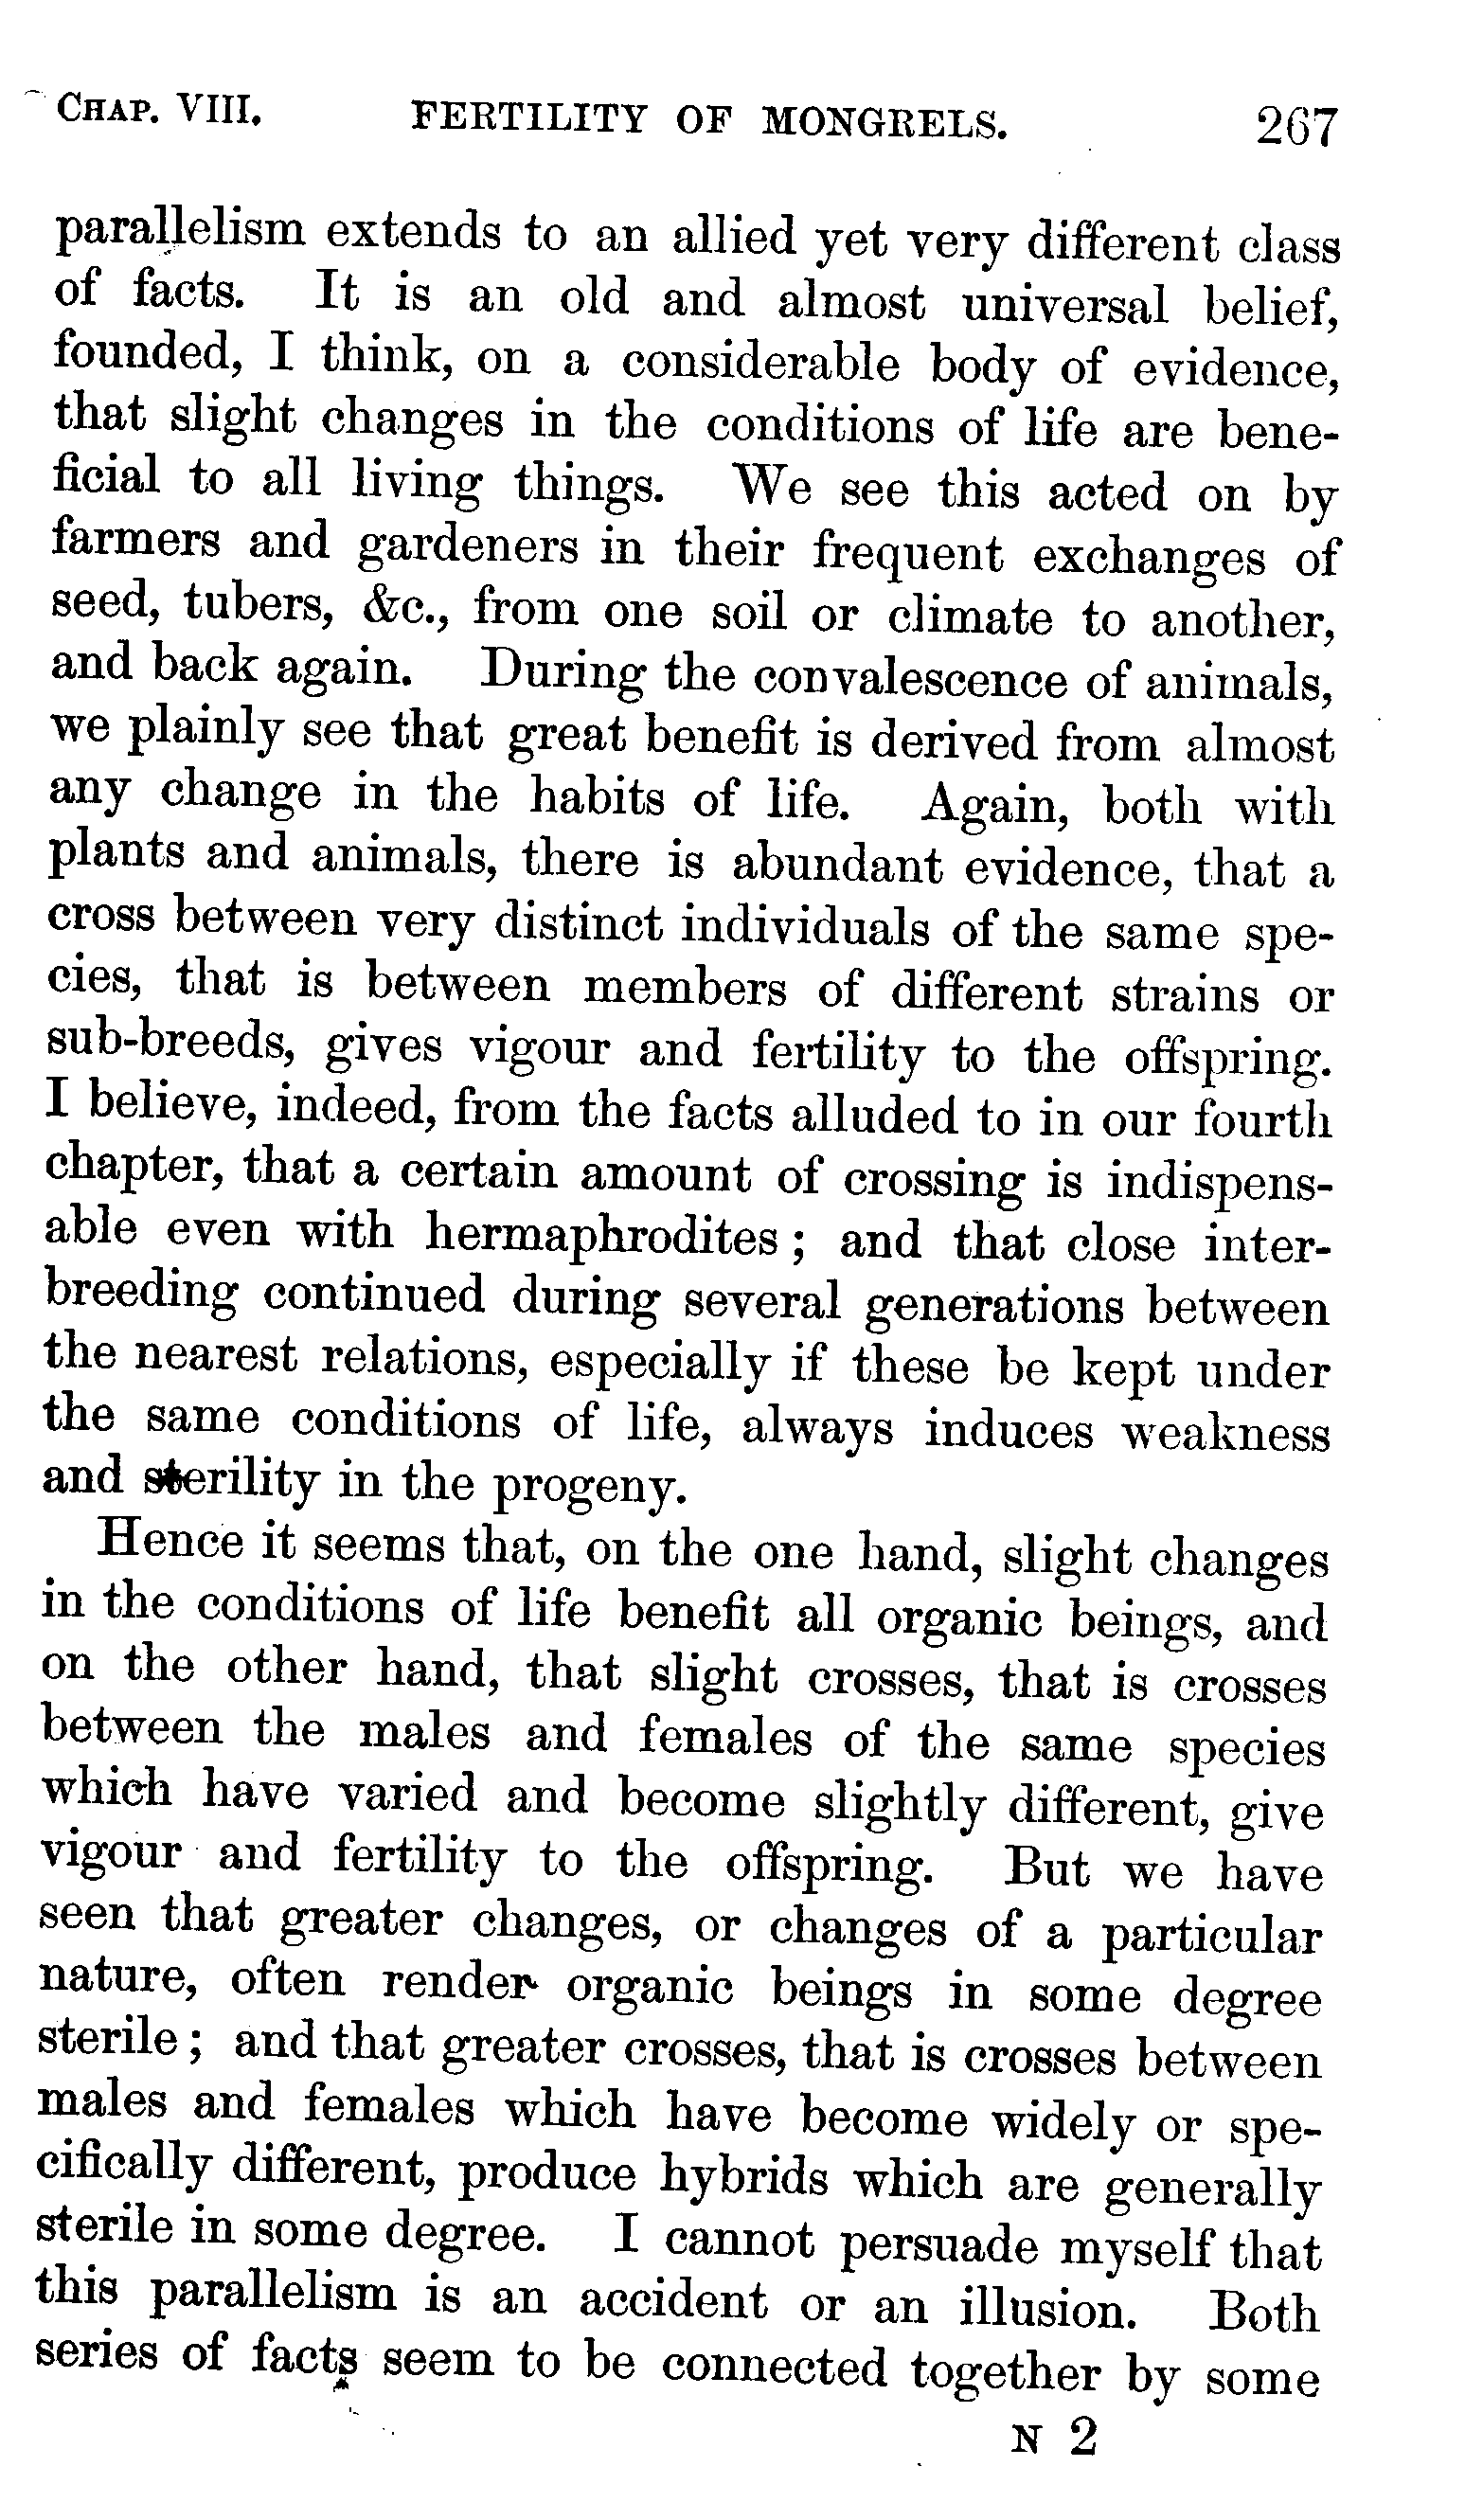 CHAP. VIII. FERTILITY OF MONGRELS. 267
parallelism extends to an allied yet very different class
of facts. It is an old and almost universal belief,
founded, I think, on a considerable body of evidence,
that slight changes in the conditions of life are bene-
ficial to all living things. We see this acted on by
farmers and gardeners in their frequent exchanges of
seed, tubers, &c., from one soil or climate to another,
and back again. During the convalescence of animals,
we plainly see that great benefit is derived from almost
any change in the habits of life. Again, both with
plants and animals, there is abundant evidence, that a
cross between very distinct individuals of the same spe-
cies, that is between members of different strains or
sub-breeds, gives vigour and fertility to the offspring.
I believe, indeed, from the facts alluded to in our fourth
chapter, that a certain amount of crossing is indispens-
able even with hermaphrodites; and that close inter-
breeding continued during several generations between
the nearest relations, especially if these be kept under
the same conditions of life, always induces weakness
and sterility in the progeny.
Hence it seems that, on the one hand, slight changes
in the conditions of life benefit all organic beings, and
on the other hand, that slight crosses, that is crosses
between the males and females of the same species
which have varied and become slightly different, give
vigour and fertility to the offspring. But we have
seen that greater changes, or changes of a particular
nature, often render organic beings in some degree
sterile; and that greater crosses, that is crosses between
males and females which have become widely or spe-
cifically different, produce hybrids which are generally
sterile in some degree. I cannot persuade myself that
this parallelism is an accident or an illusion. Both
series of facts seem to be connected together by some
N 2